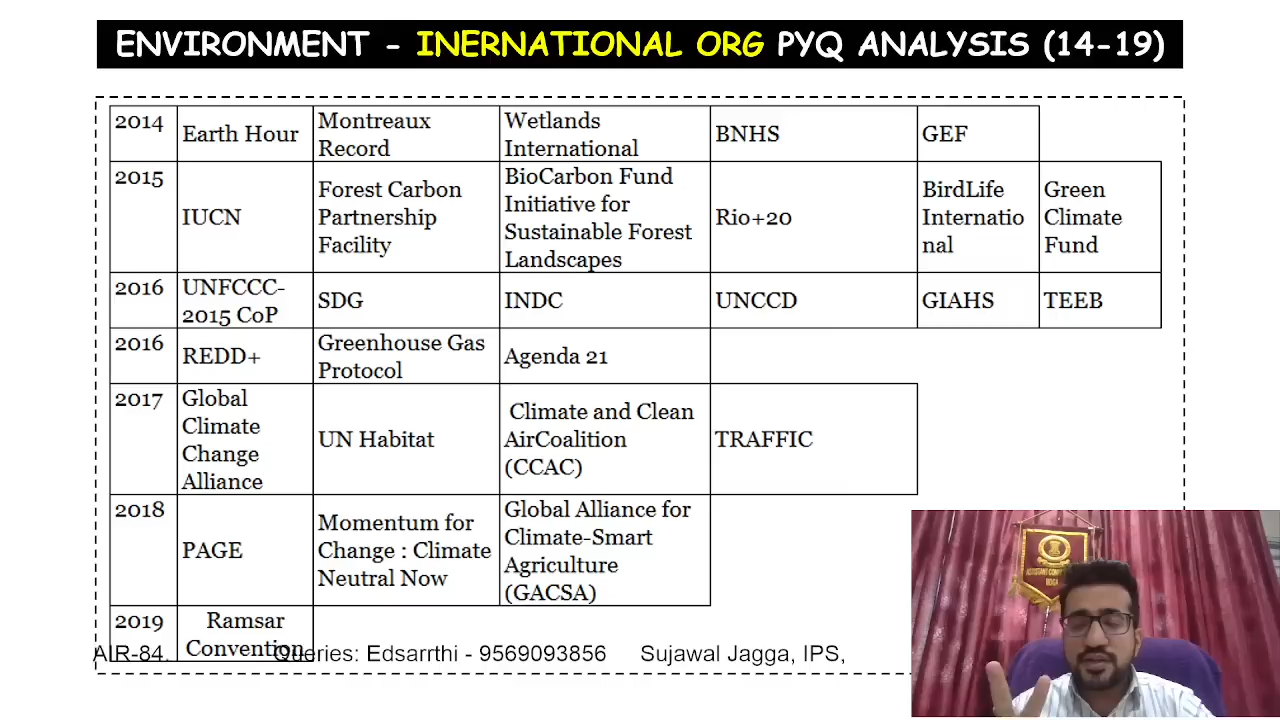 ENVIRONMENT - INERNATIONAL ORG PYQ ANALYSIS (14-19)
2014
Earth Hour
Montreaux
Record
Wetlands
International
BNHS
GEF
2015
IUCN
Forest Carbon
Partnership
Facility
BioCarbon Fund
Initiative for
Sustainable Forest
Landscapes
Rio+20
BirdLife
Internatio
nal
Green
Climate
Fund
2016
UNFCCC-
2015 CoP
SDG
INDC
UNCCD
GIAHS
TEEB
2016
REDD+
Greenhouse Gas
Protocol
Agenda 21
2017
Global
Climate
Change
Alliance
UN Habitat
Climate and Clean
AirCoalition
(CCAC)
TRAFFIC
2018
PAGE
Momentum for
Change : Climate
Neutral Now
Global Alliance for
Climate-Smart
Agriculture
(GACSA)
2019
Ramsar
Convention
AIR-84. Queries: Edsarrthi - 9569093856 Sujawal Jagga, IPS,